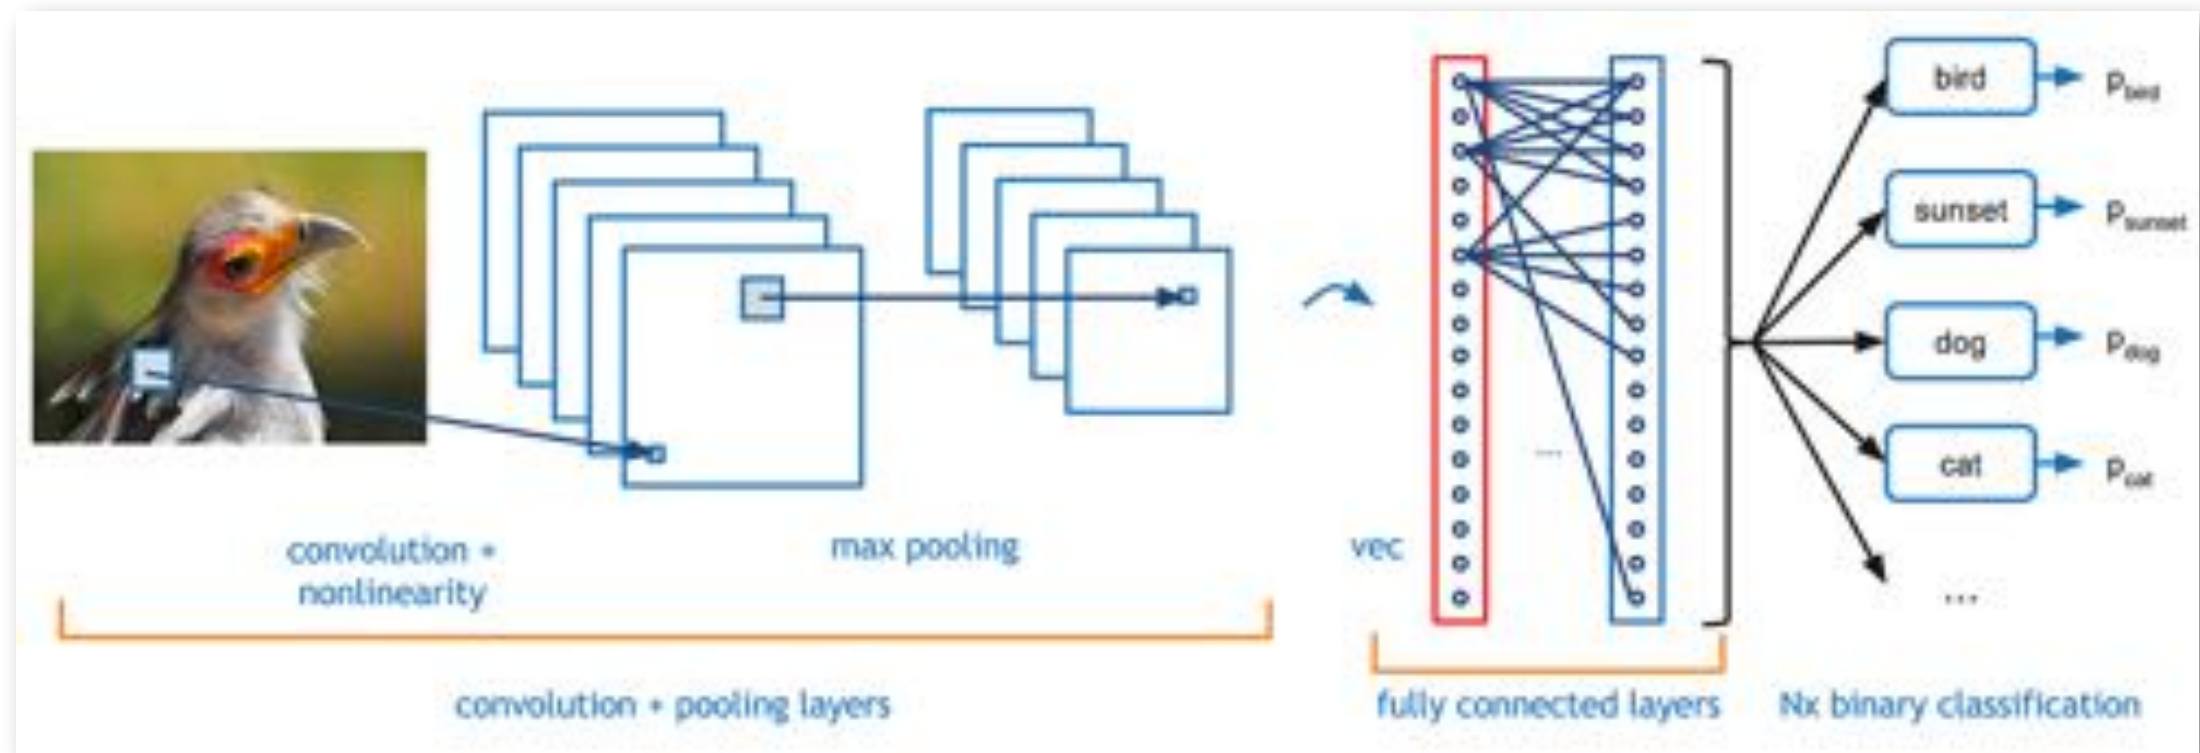 bird
p_bird
sunset
p_sunset
dog
p_dog
cat
p_cat
...
...
convolution +
nonlinearity
max pooling
vec
convolution + pooling layers
fully connected layers
Nx binary classification